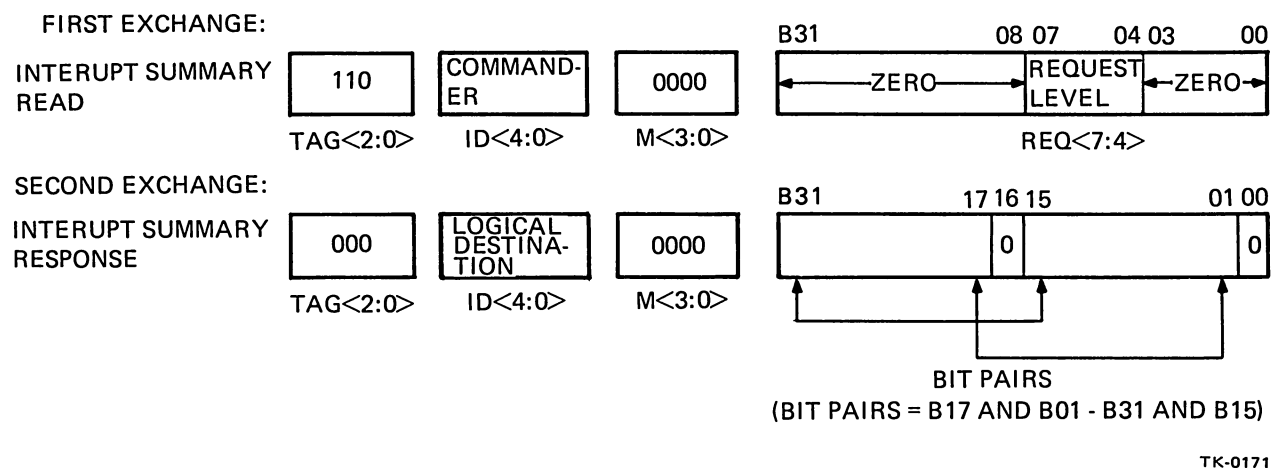 FIRST EXCHANGE:
B31 08 07 04 03 00
INTERUPT SUMMARY
READ
110
COMMAND-
ER
0000
ZERO
REQUEST
LEVEL
ZERO
TAG<2:0> ID<4:0> M<3:0> REQ<7:4>
SECOND EXCHANGE:
B31 17 16 15 01 00
INTERUPT SUMMARY
RESPONSE
000
LOGICAL
DESTINA-
TION
0000
0
0
TAG<2:0> ID<4:0> M<3:0>
BIT PAIRS
(BIT PAIRS = B17 AND B01 - B31 AND B15)
TK-0171